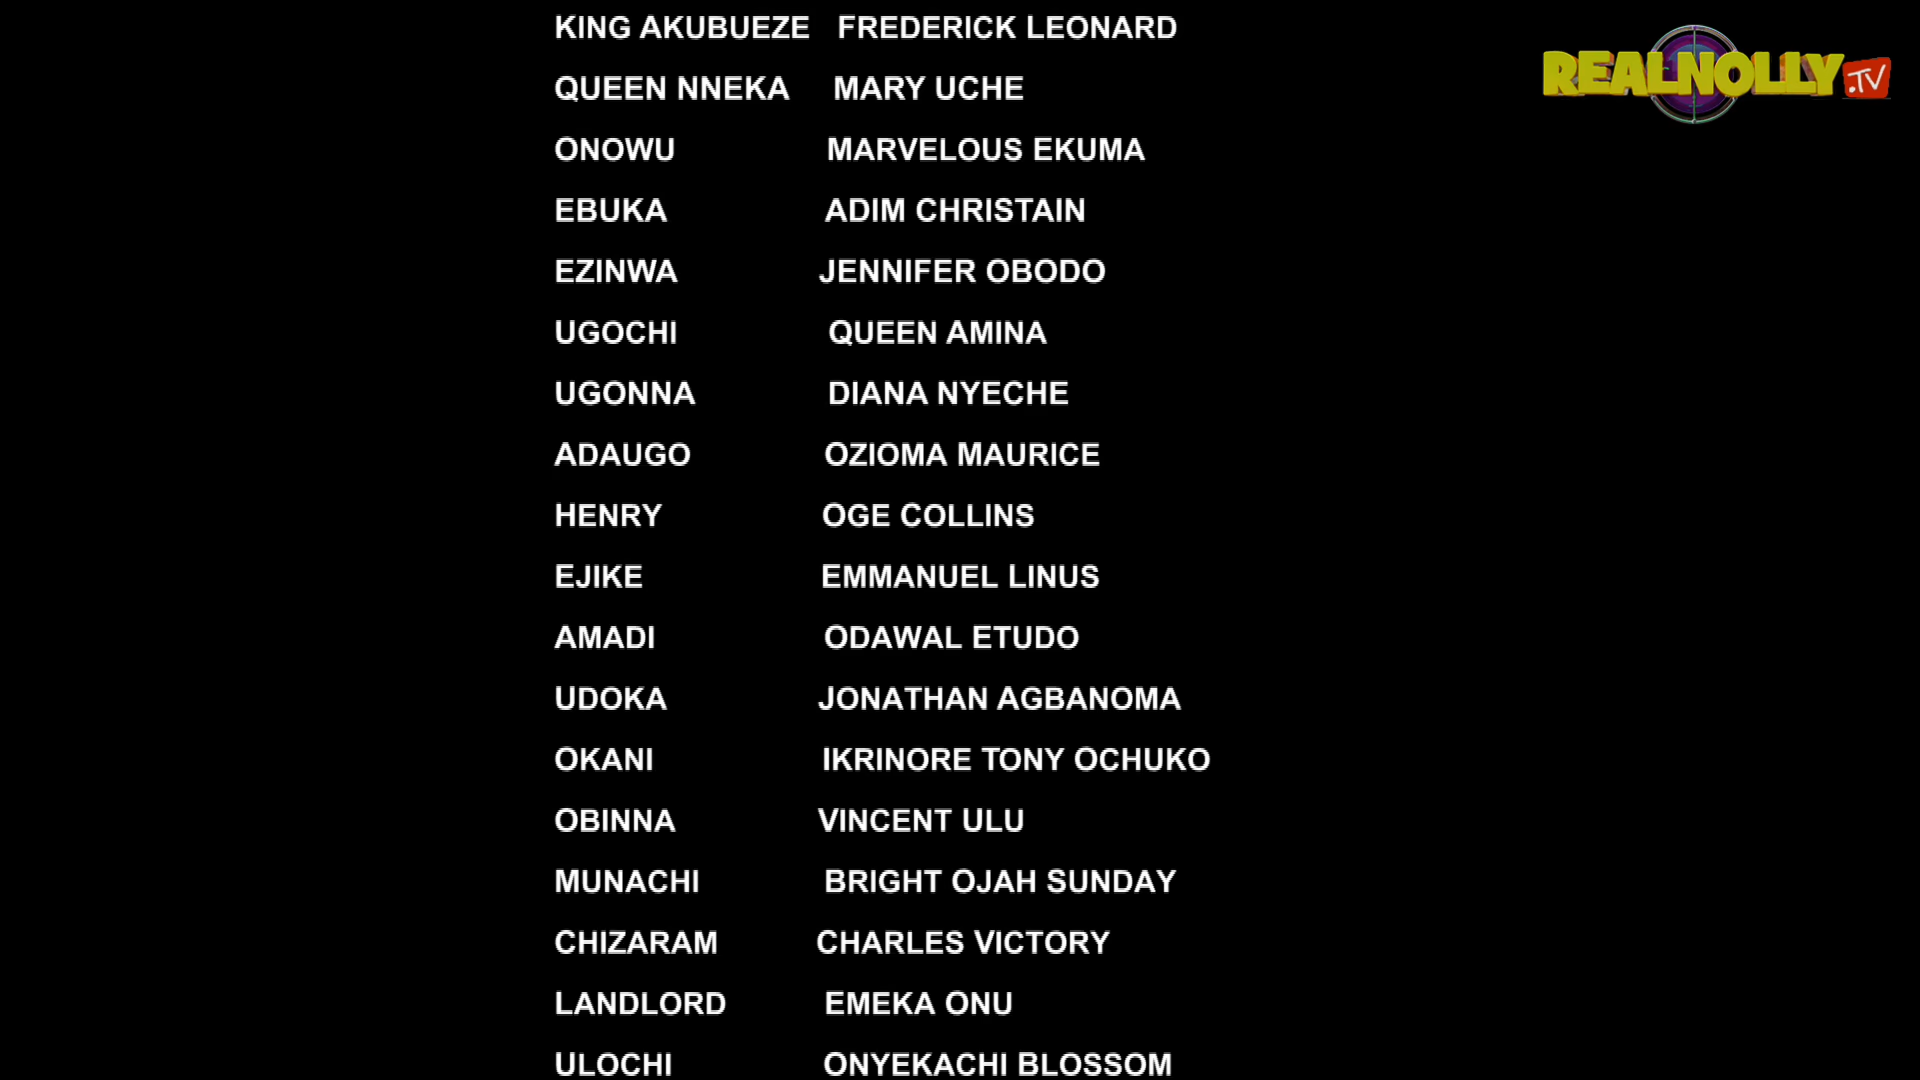 KING AKUBUEZE FREDERICK LEONARD
REALNOLLY.TV
QUEEN NNEKA MARY UCHE
ONOWU MARVELOUS EKUMA
EBUKA ADIM CHRISTAIN
EZINWA JENNIFER OBODO
UGOCHI QUEEN AMINA
UGONNA DIANA NYECHE
ADAUGO OZIOMA MAURICE
HENRY OGE COLLINS
EJIKE EMMANUEL LINUS
AMADI ODAWAL ETUDO
UDOKA JONATHAN AGBANOMA
OKANI IKRINORE TONY OCHUKO
OBINNA VINCENT ULU
MUNACHI BRIGHT OJAH SUNDAY
CHIZARAM CHARLES VICTORY
LANDLORD EMEKA ONU
ULOCHI ONYEKACHI BLOSSOM